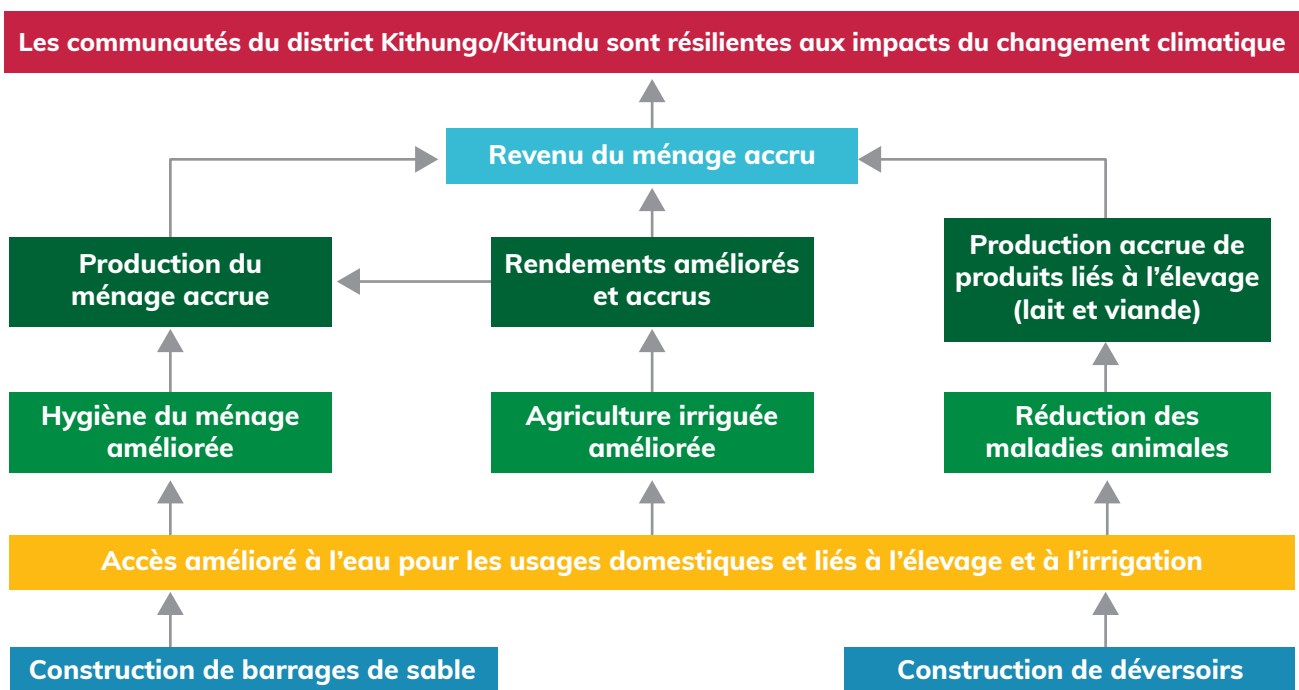 Les communautés du district Kithungo/Kitundu sont résilientes aux impacts du changement climatique
Revenu du ménage accru
Production du
ménage accrue
Rendements améliorés
et accrus
Production accrue de
produits liés à l’élevage
(lait et viande)
Hygiène du ménage
améliorée
Agriculture irriguée
améliorée
Réduction des
maladies animales
Accès amélioré à l’eau pour les usages domestiques et liés à l’élevage et à l’irrigation
Construction de barrages de sable
Construction de déversoirs